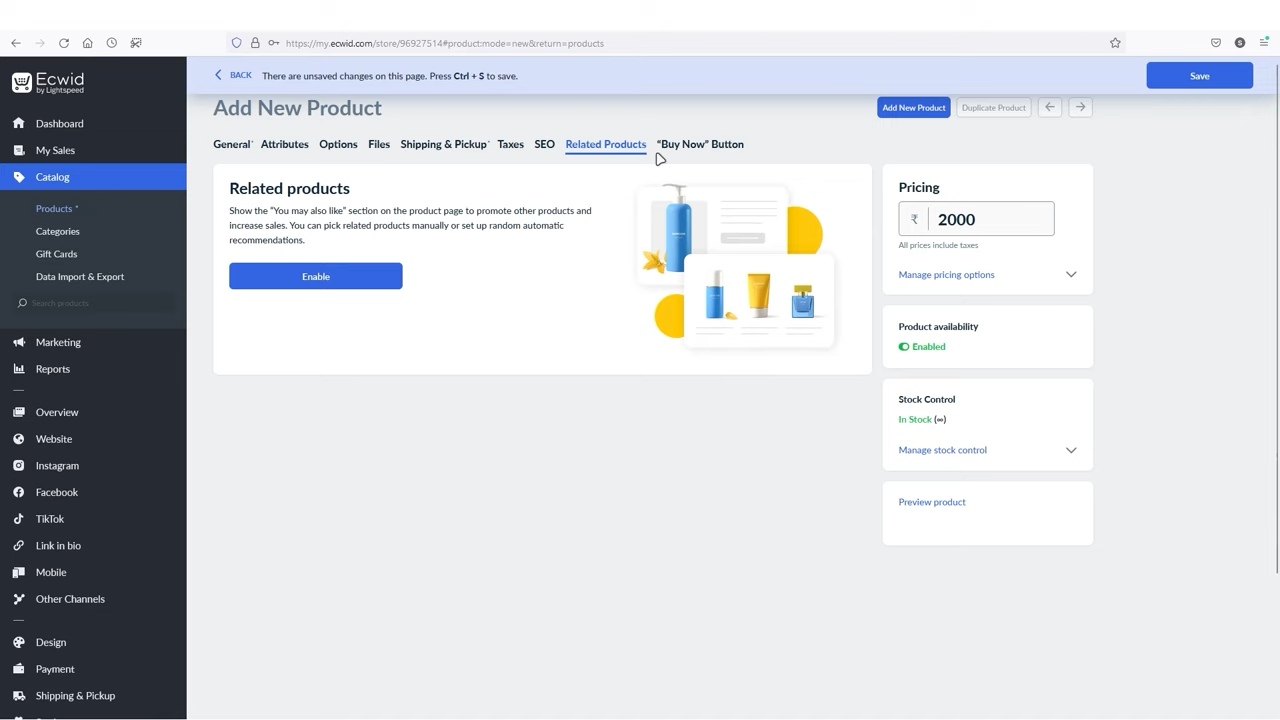 https://my.ecwid.com/store/96927514#product:mode=new&return=products
Ecwid
by Lightspeed
BACK There are unsaved changes on this page. Press Ctrl + S to save.
Save
Add New Product
Add New Product
Duplicate Product
General* Attributes Options Files Shipping & Pickup* Taxes SEO Related Products "Buy Now" Button
Dashboard
My Sales
Catalog
Products *
Categories
Gift Cards
Data Import & Export
Search products
Marketing
Reports
Overview
Website
Instagram
Facebook
TikTok
Link in bio
Mobile
Other Channels
Design
Payment
Shipping & Pickup
Related products
Show the "You may also like" section on the product page to promote other products and
increase sales. You can pick related products manually or set up random automatic
recommendations.
Enable
Pricing
₹ 2000
All prices include taxes
Manage pricing options
Product availability
Enabled
Stock Control
In Stock (∞)
Manage stock control
Preview product